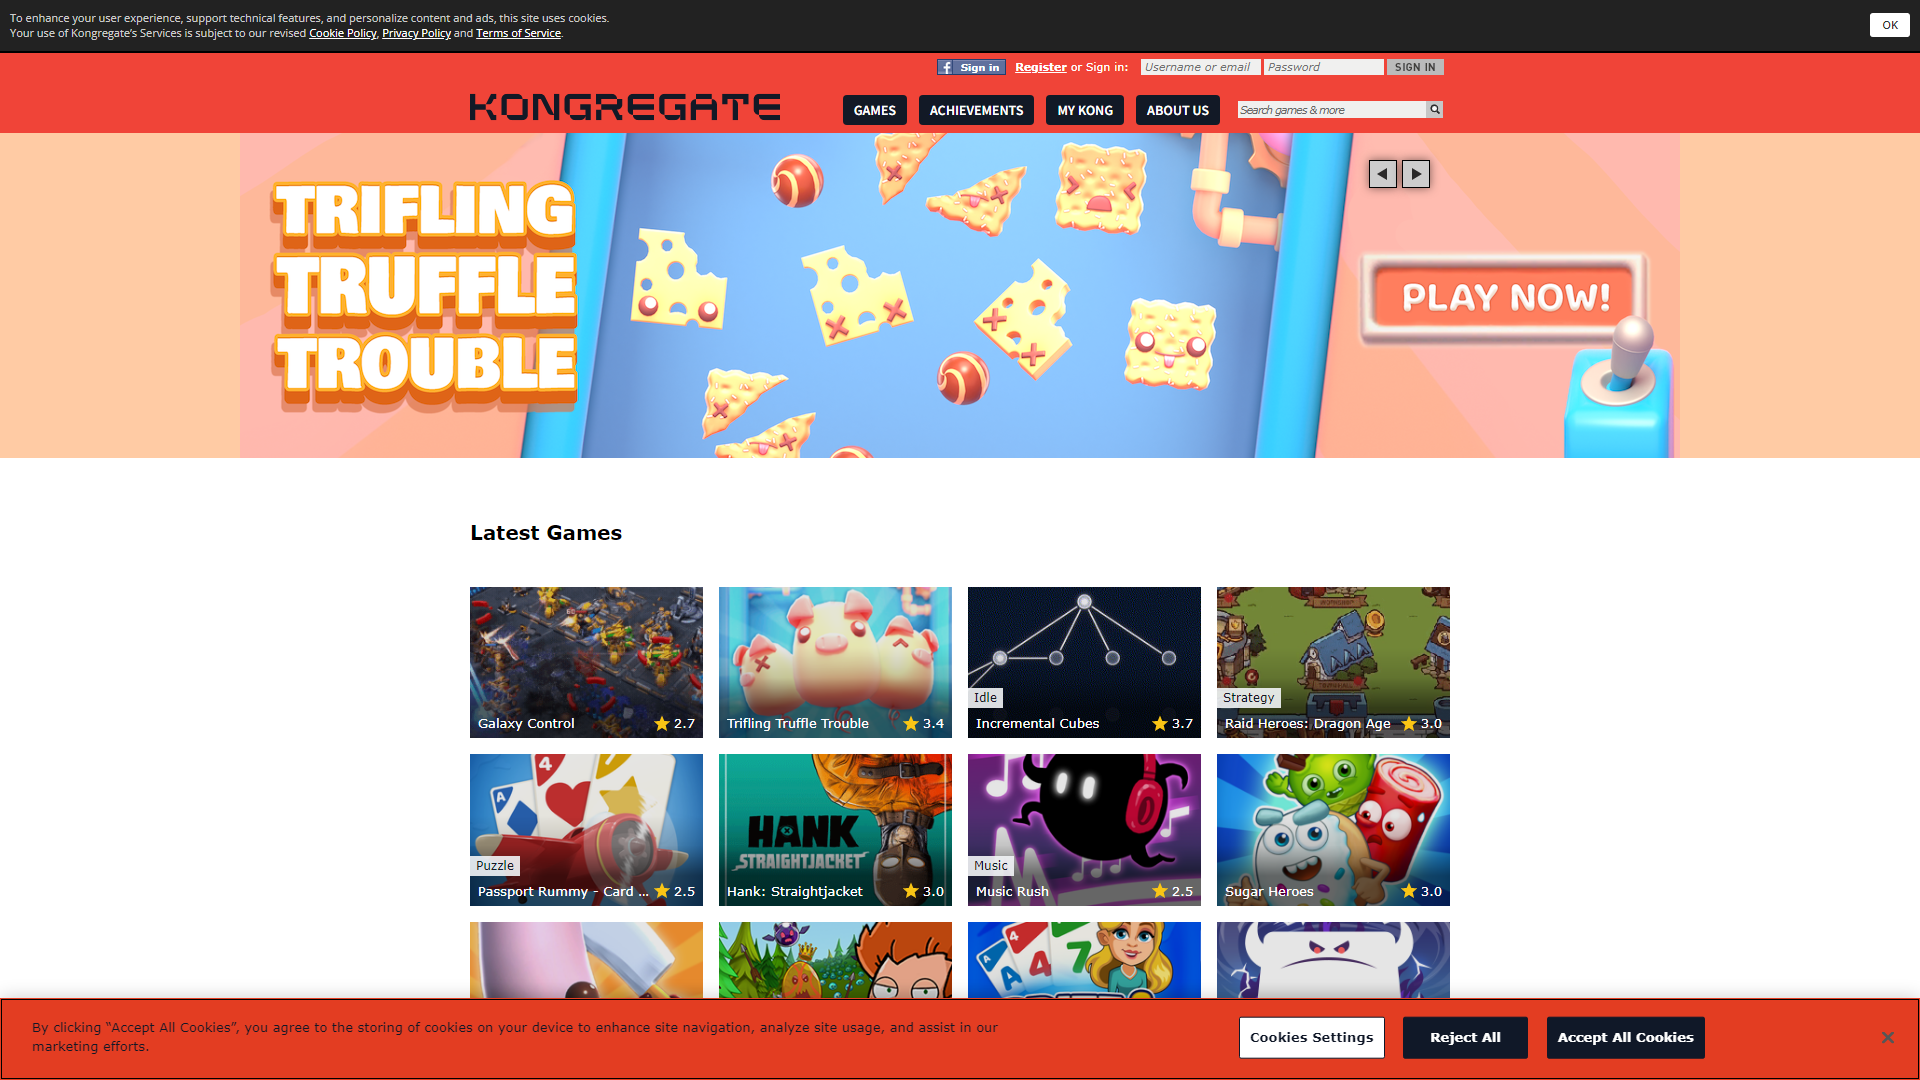 To enhance your user experience, support technical features, and personalize content and ads, this site uses cookies.
Your use of Kongregate's Services is subject to our revised Cookie Policy, Privacy Policy and Terms of Service.
OK
f Sign in
Register or Sign in:
Username or email
Password
SIGN IN
KONGREGATE
GAMES
ACHIEVEMENTS
MY KONG
ABOUT US
Search games & more
TRIFLING
TRUFFLE
TROUBLE
PLAY NOW!
Latest Games
Galaxy Control
2.7
Trifling Truffle Trouble
3.4
Idle
Incremental Cubes
3.7
Strategy
Raid Heroes: Dragon Age
3.0
A
4
Puzzle
Passport Rummy - Card ...
2.5
HANK
STRAIGHTJACKET
Hank: Straightjacket
3.0
Music
Music Rush
2.5
Sugar Heroes
3.0
A
4
A
4
7
By clicking “Accept All Cookies”, you agree to the storing of cookies on your device to enhance site navigation, analyze site usage, and assist in our
marketing efforts.
Cookies Settings
Reject All
Accept All Cookies